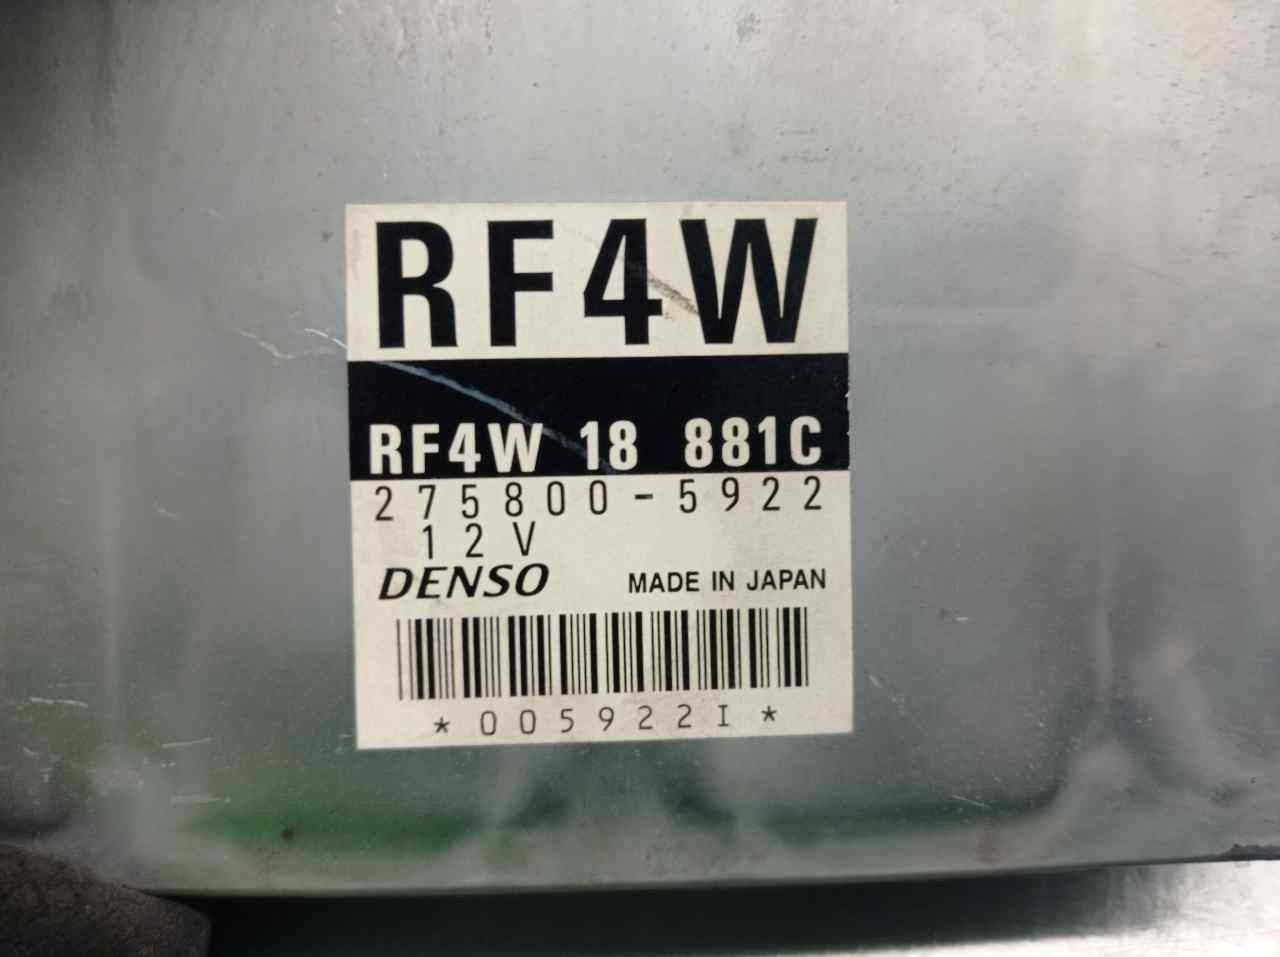 RF4W
RF4W 18 881C
275800-5922
12V
DENSO MADE IN JAPAN
*005922I*